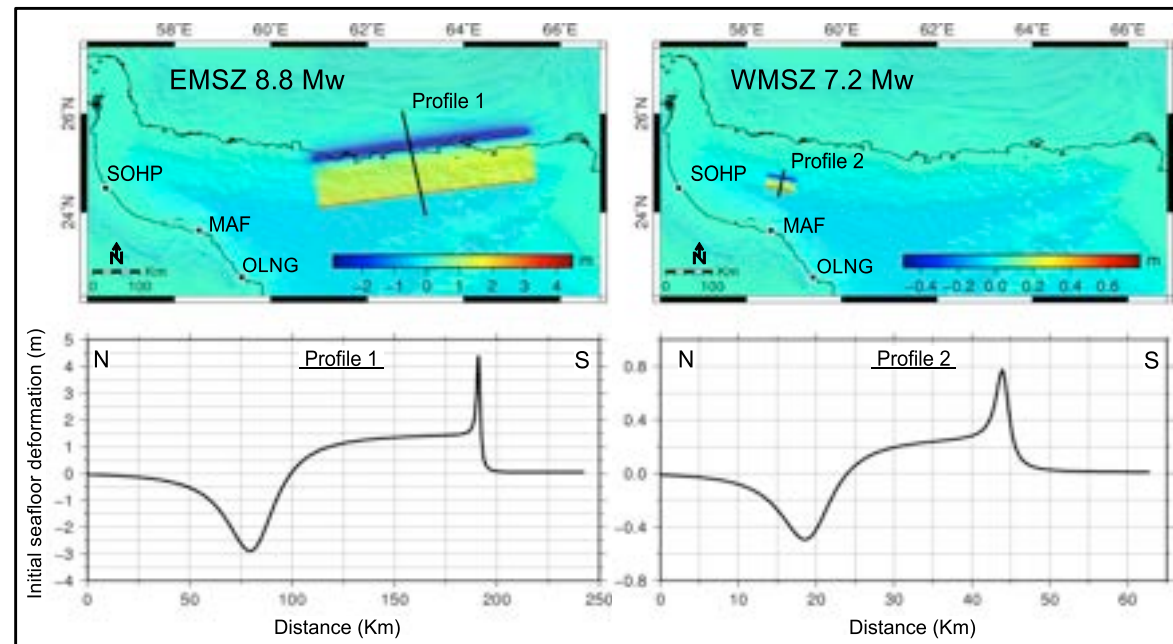 58°E 60°E 62°E 64°E 66°E
58°E 60°E 62°E 64°E 66°E
EMSZ 8.8 Mw
WMSZ 7.2 Mw
Profile 1
Profile 2
26°N
26°N
SOHP
SOHP
24°N
24°N
MAF
MAF
N
N
OLNG
OLNG
m
m
0 Km
0 Km
100
100
−2 −1 0 1 2 3 4
−0.4 −0.2 0.0 0.2 0.4 0.6
Initial seafloor deformation (m)
5
4
3
2
1
0
−1
−2
−3
−4
N Profile 1 S
0 50 100 150 200 250
Distance (Km)
0.8
0.4
0.0
−0.4
−0.8
N Profile 2 S
0 10 20 30 40 50 60
Distance (Km)